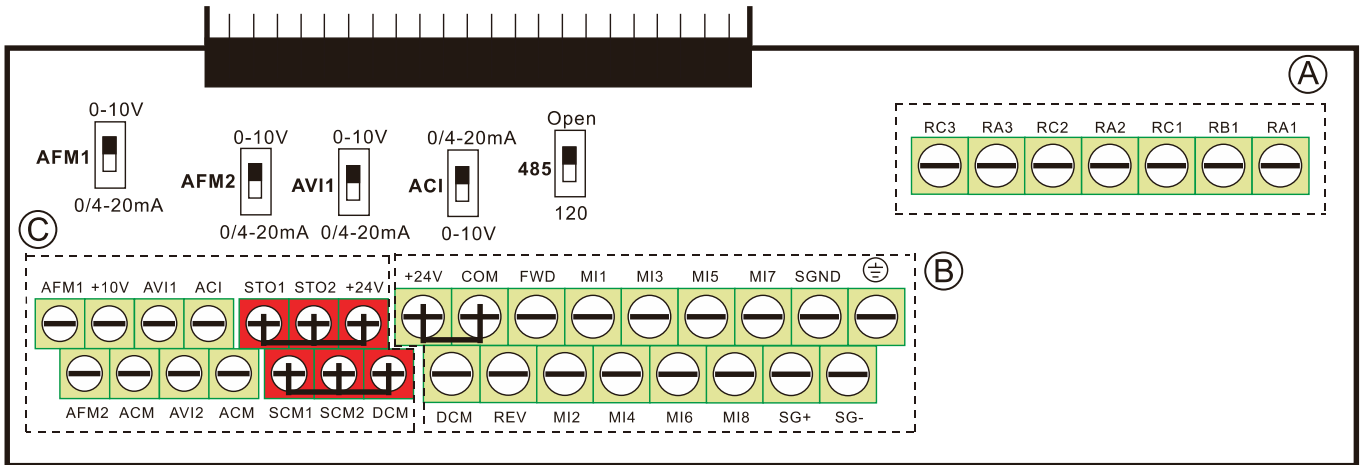 A
0-10V
AFM1
0/4-20mA
0-10V
AFM2
0/4-20mA
0-10V
AVI1
0/4-20mA
0/4-20mA
ACI
0-10V
Open
485
120
RC3 RA3 RC2 RA2 RC1 RB1 RA1
C
AFM1 +10V AVI1 ACI STO1 STO2 +24V
AFM2 ACM AVI2 ACM SCM1 SCM2 DCM
B
+24V COM FWD MI1 MI3 MI5 MI7 SGND
DCM REV MI2 MI4 MI6 MI8 SG+ SG-